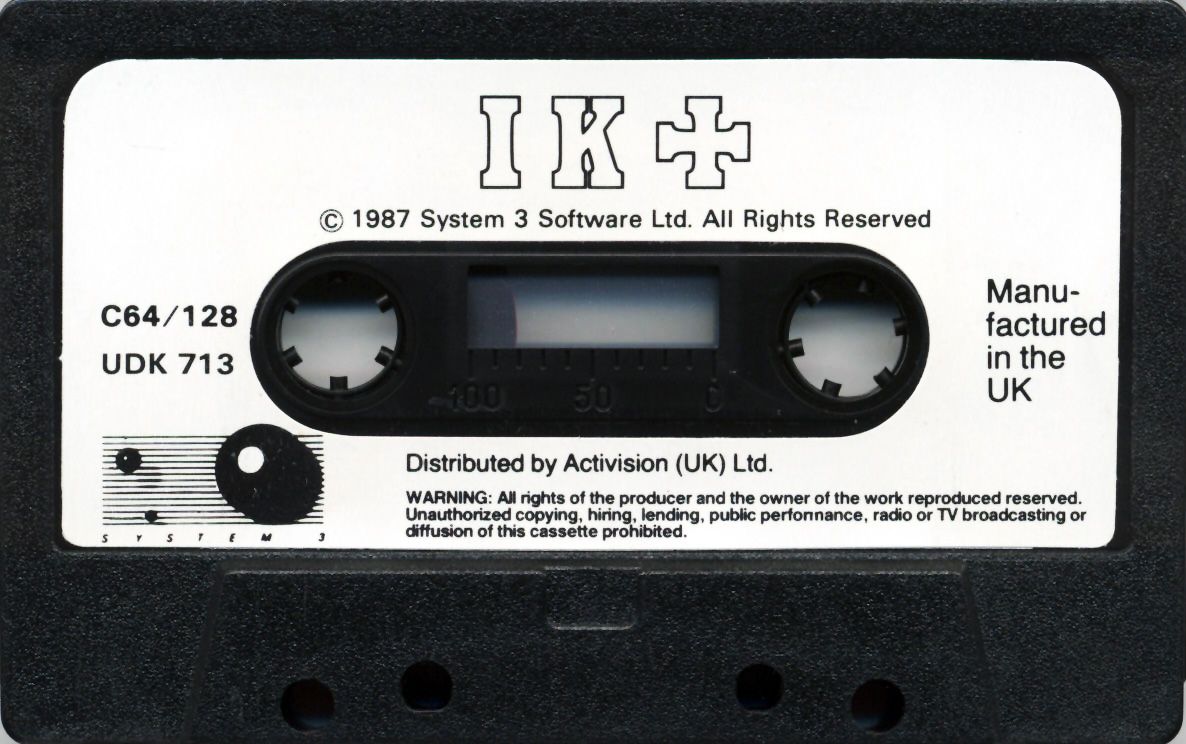 IK+
© 1987 System 3 Software Ltd. All Rights Reserved
C64/128
UDK 713
Manu-
factured
in the
UK
100 50 0
SYSTEM 3
Distributed by Activision (UK) Ltd.
WARNING: All rights of the producer and the owner of the work reproduced reserved.
Unauthorized copying, hiring, lending, public performance, radio or TV broadcasting or
diffusion of this cassette prohibited.